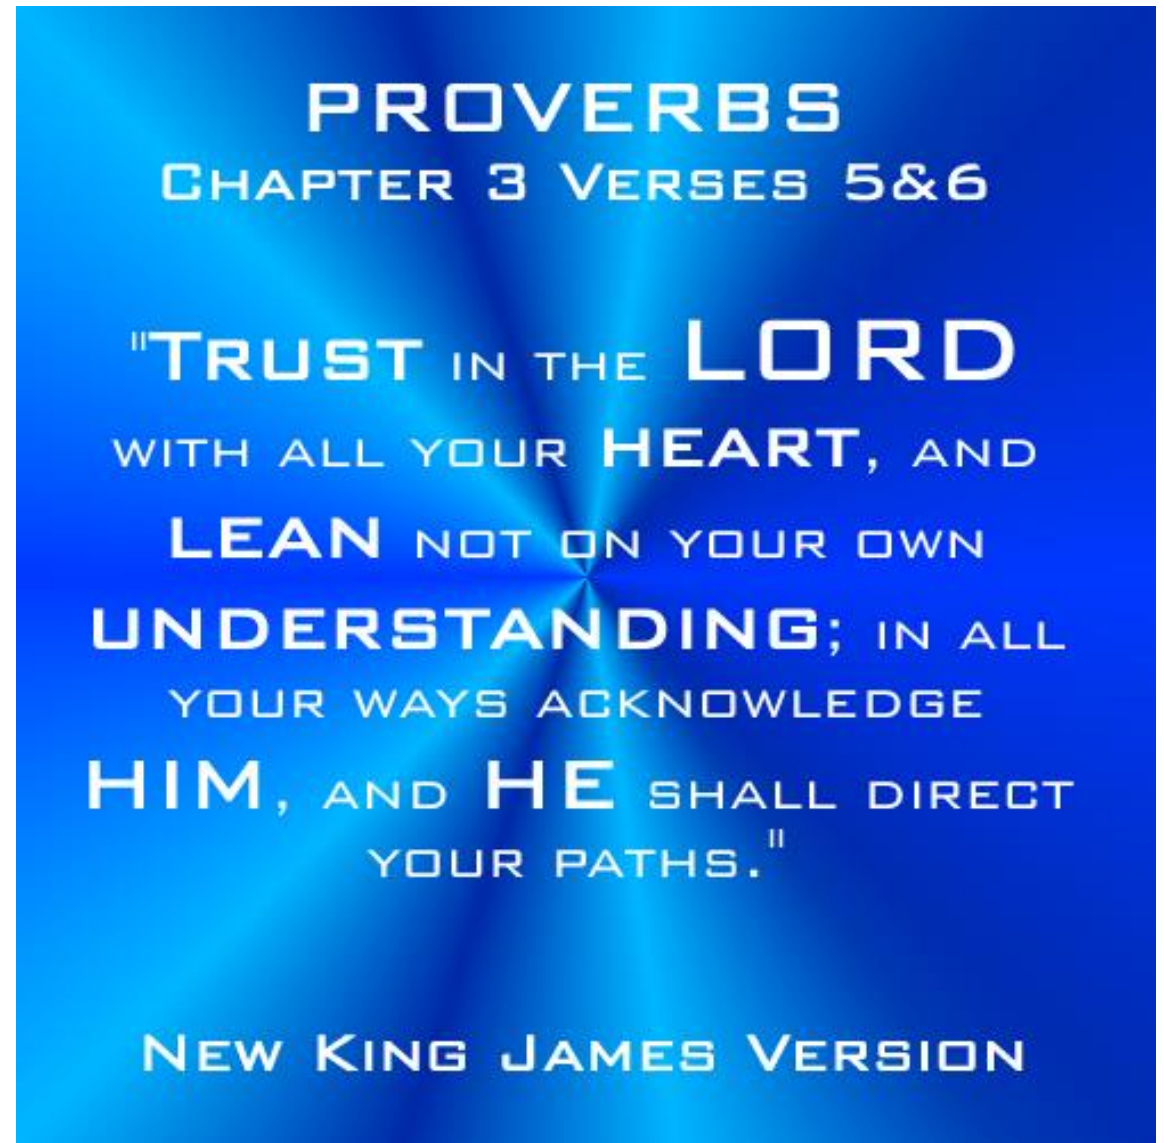 PROVERBS
CHAPTER 3 VERSES 5&6
"TRUST IN THE LORD
WITH ALL YOUR HEART, AND
LEAN NOT ON YOUR OWN
UNDERSTANDING; IN ALL
YOUR WAYS ACKNOWLEDGE
HIM, AND HE SHALL DIRECT
YOUR PATHS."
NEW KING JAMES VERSION